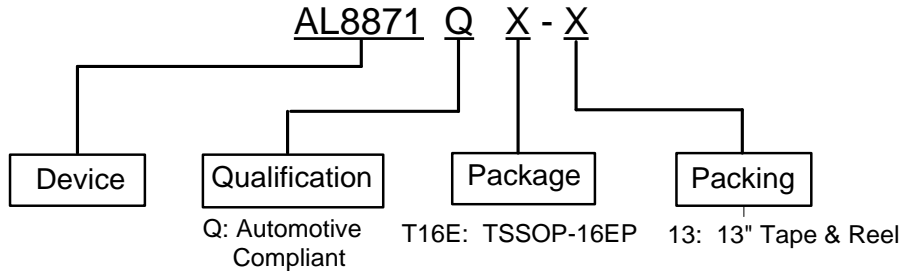 AL8871 Q X - X
Device
Qualification
Package
Packing
Q: Automotive
Compliant
T16E: TSSOP-16EP
13: 13" Tape & Reel